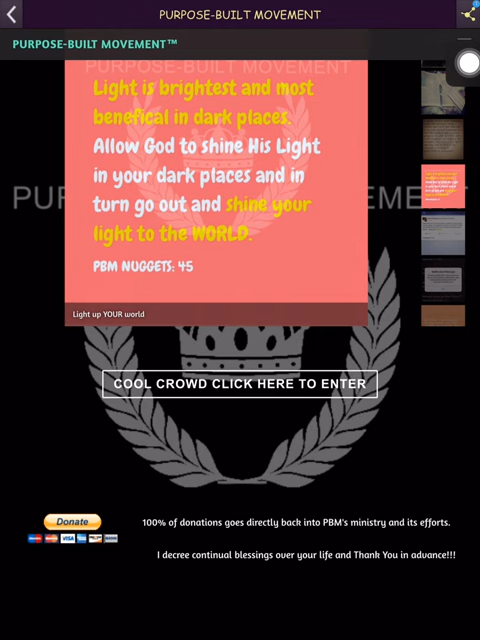 PURPOSE-BUILT MOVEMENT
PURPOSE-BUILT MOVEMENT™
PURPOSE-BUILT MOVEMENT
Light is brightest and most
benefical in dark places.
Allow God to shine His Light
in your dark places and in
turn go out and shine your
light to the WORLD.
PBM NUGGETS: 45
Light up YOUR world
COOL CROWD CLICK HERE TO ENTER
Donate
VISA
100% of donations goes directly back into PBM's ministry and its efforts.
I decree continual blessings over your life and Thank You in advance!!!